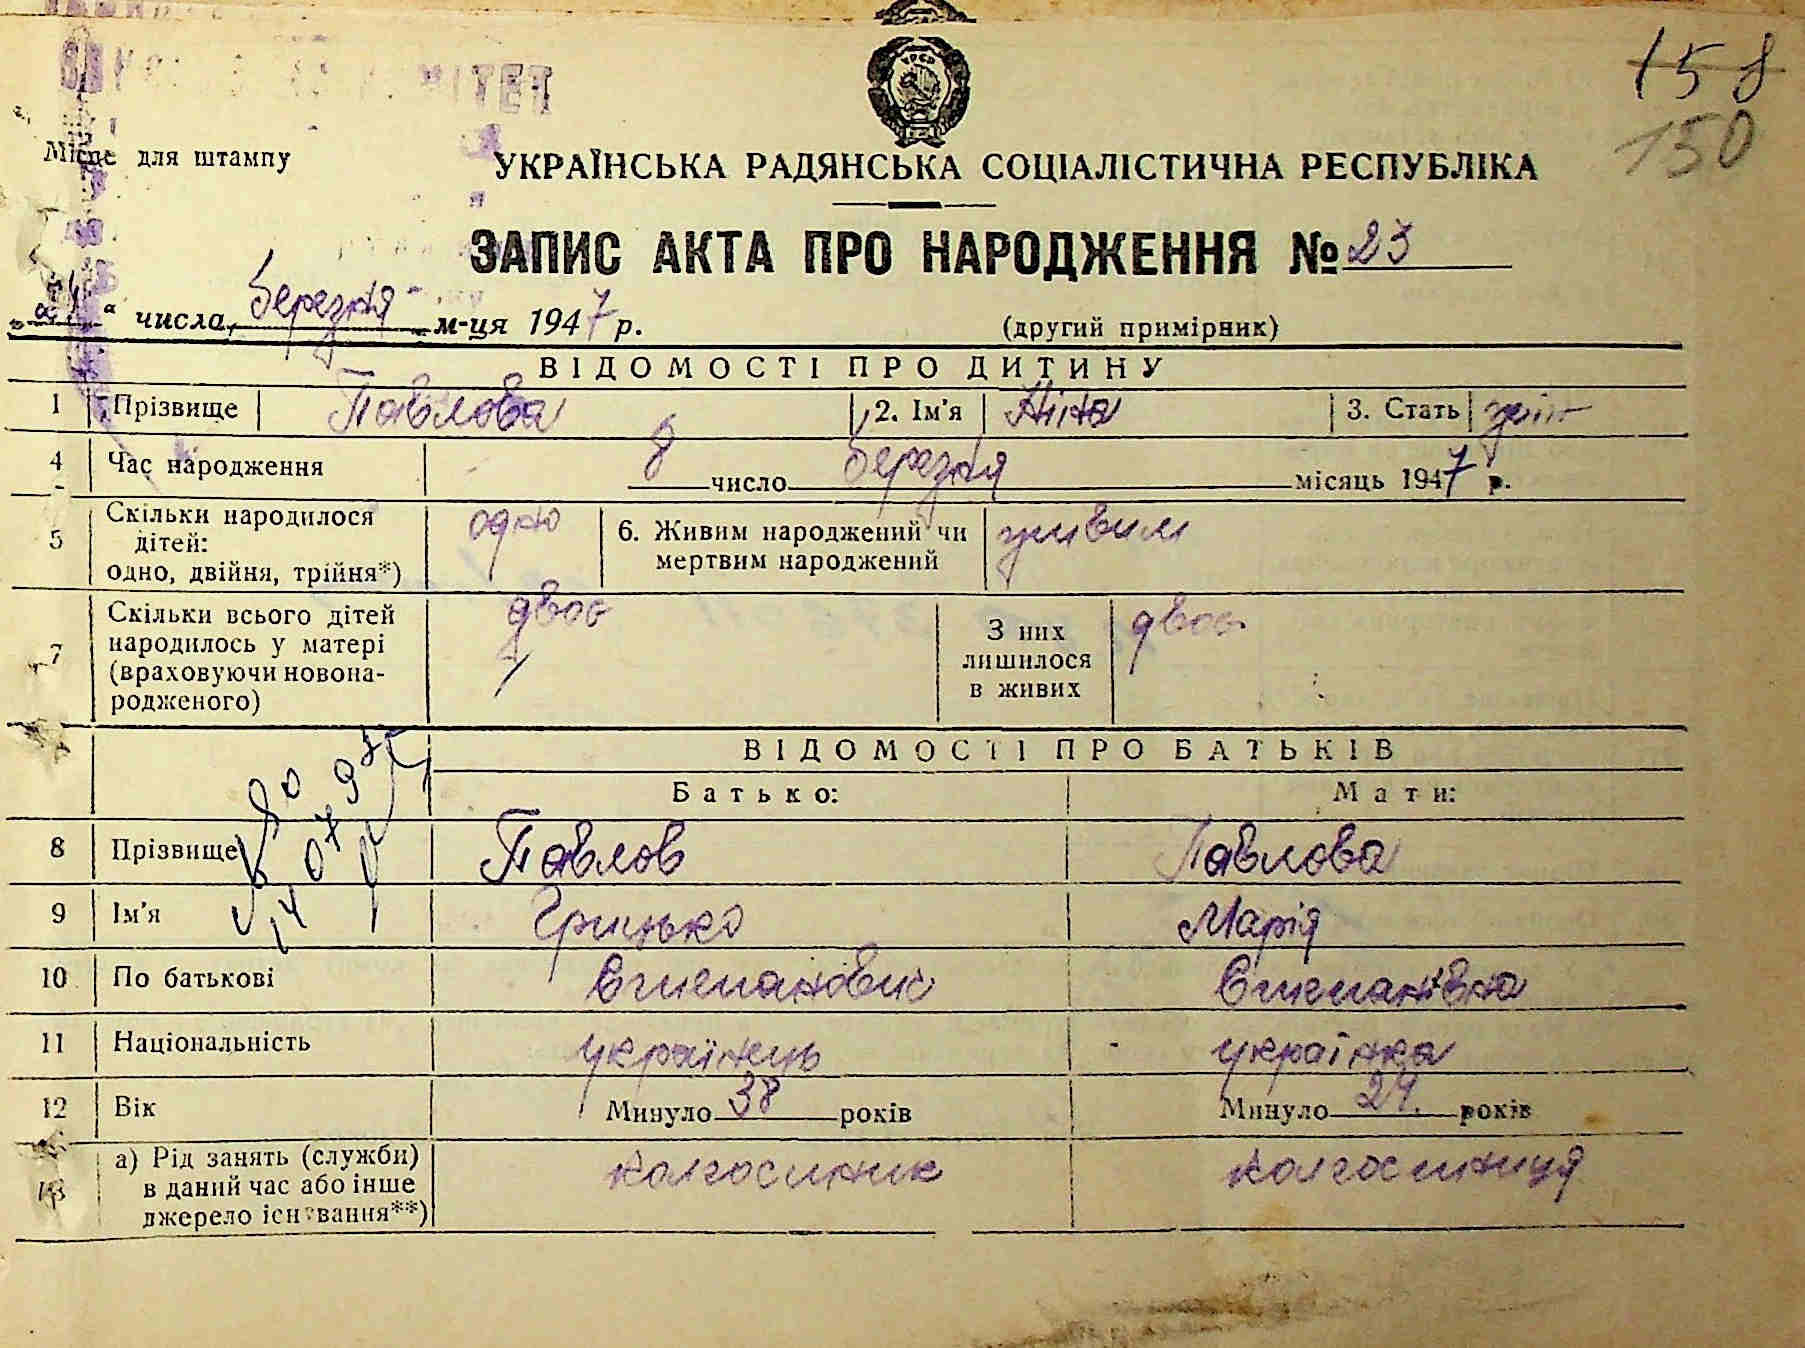 158
150
МІТЕТ
Місце для штампу
УКРАЇНСЬКА РАДЯНСЬКА СОЦІАЛІСТИЧНА РЕСПУБЛІКА
ЗАПИС АКТА ПРО НАРОДЖЕННЯ № 23
" числа, березня м-ця 1947 р.
(другий примірник)
ВІДОМОСТІ ПРО ДИТИНУ
1 Прізвище Павлова 2. Ім'я Ніна 3. Стать жін
4 Час народження 8 число березня місяць 1947 р.
5 Скільки народилося дітей: одно, двійня, трійня*) одно 6. Живим народжений чи мертвим народжений живим
7 Скільки всього дітей народилось у матері (враховуючи новонародженого) двоє З них лишилося в живих двоє
ВІДОМОСТІ ПРО БАТЬКІВ
Батько: Мати:
8 Прізвище Павлов Павлова
9 Ім'я Грицько Марія
10 По батькові Степанович Степанівна
11 Національність українець українка
12 Вік Минуло 38 років Минуло 24. років
13 а) Рід занять (служби) в даний час або інше джерело існування**) колгоспник колгоспниця